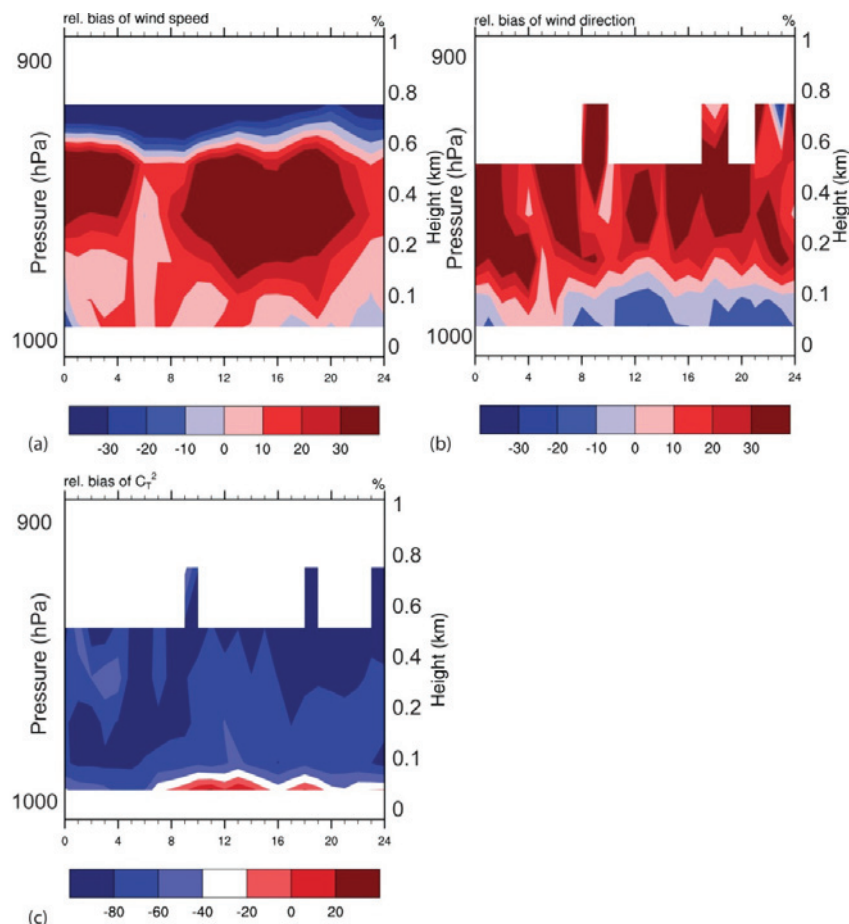 rel. bias of wind speed %
900
1000
Pressure (hPa)
1
0.8
0.6
0.4
0.2
0.1
0
Height (km)
0 4 8 12 16 20 24
-30 -20 -10 0 10 20 30
(a)
rel. bias of wind direction %
900
1000
Pressure (hPa)
1
0.8
0.6
0.4
0.2
0.1
0
Height (km)
0 4 8 12 16 20 24
-30 -20 -10 0 10 20 30
(b)
rel. bias of C_T^2 %
900
1000
Pressure (hPa)
1
0.8
0.6
0.4
0.2
0.1
0
Height (km)
0 4 8 12 16 20 24
-80 -60 -40 -20 0 20
(c)